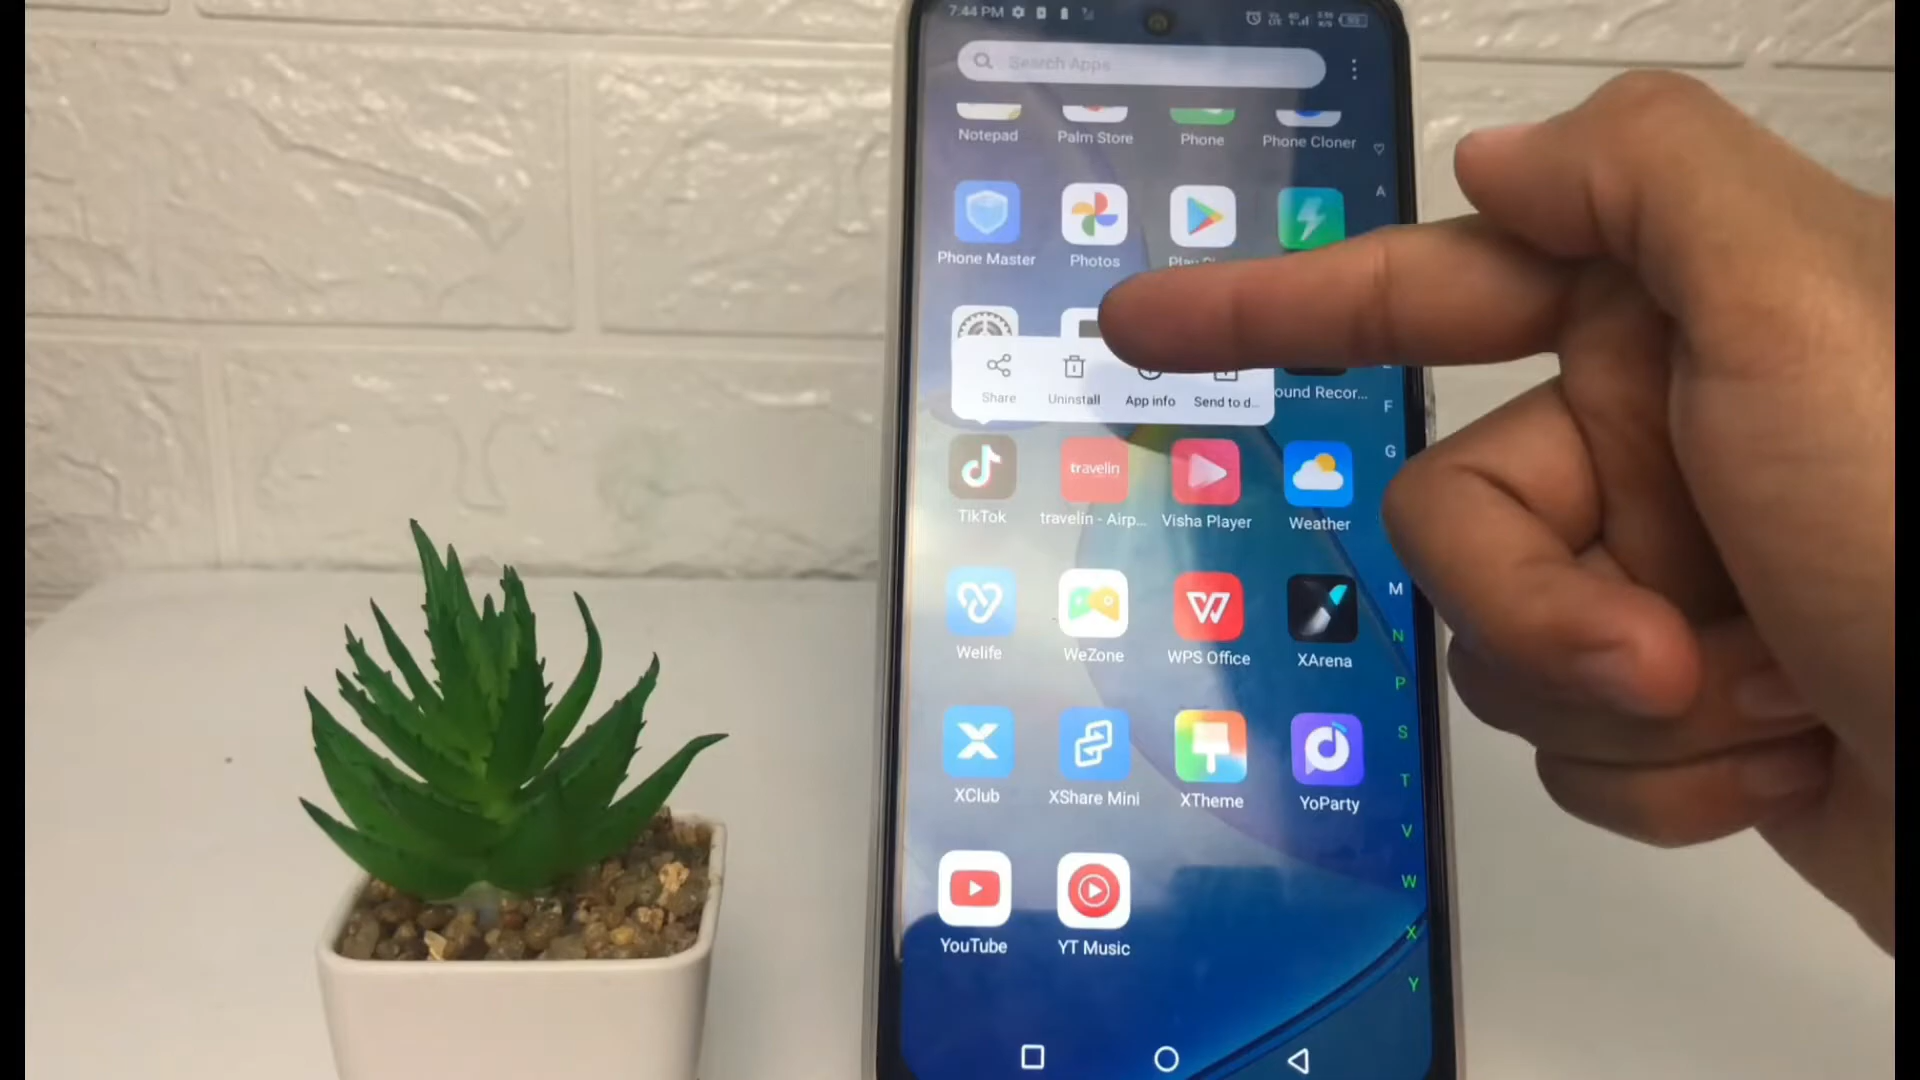 7:44 PM
Search Apps
Notepad Palm Store Phone Phone Cloner
A
Phone Master Photos
Share Uninstall App info Send to d...
ound Recor...
F
G
travelin
TikTok travelin - Airp... Visha Player Weather
M
N
Welife WeZone WPS Office XArena
P
S
T
XClub XShare Mini XTheme YoParty
V
W
X
YouTube YT Music
Y